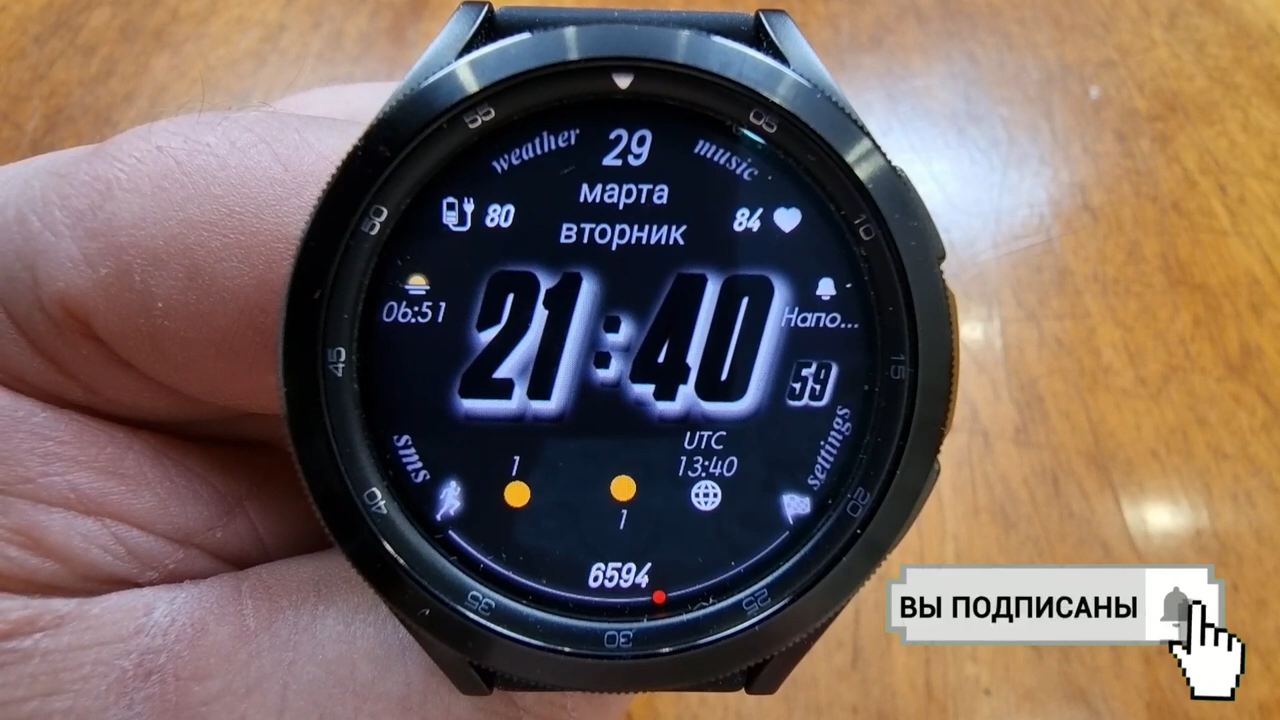 55
05
weather
29
music
марта
80
84
вторник
50
10
06:51
Напо...
21:40
45
15
59
UTC
13:40
sms
settings
1
1
40
20
6594
35
25
30
ВЫ ПОДПИСАНЫ